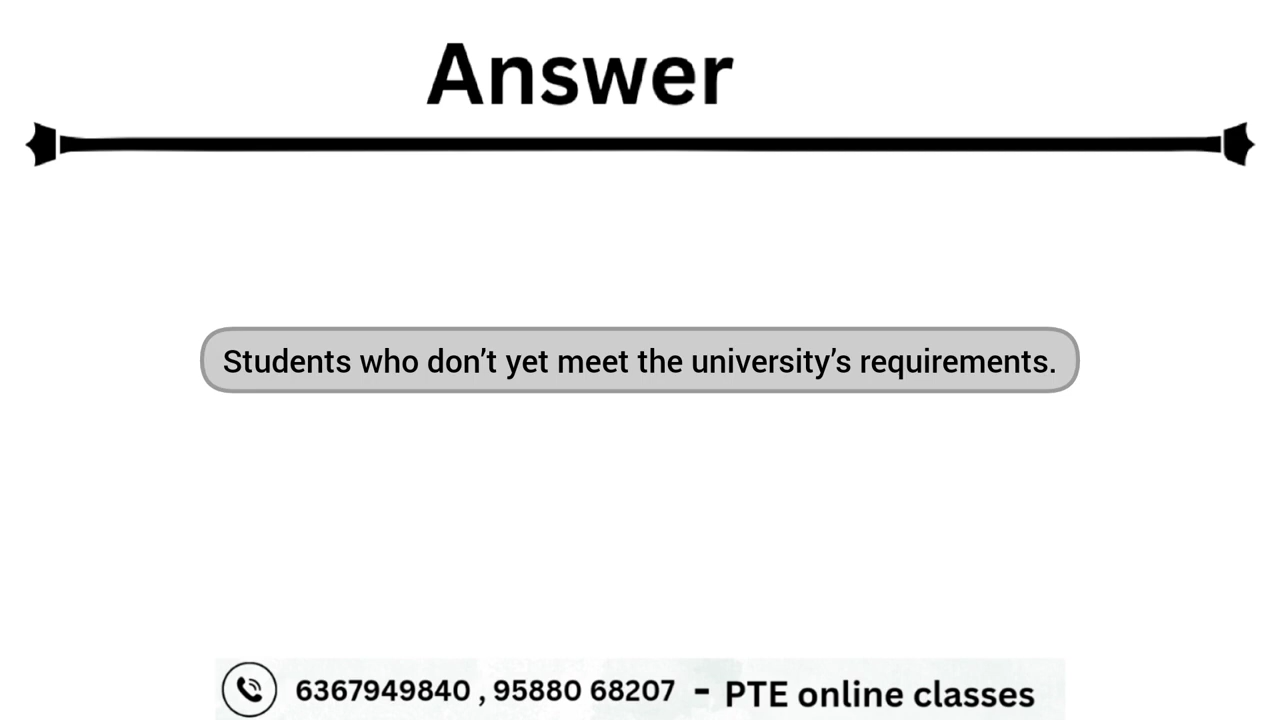 Answer
Students who don’t yet meet the university’s requirements.
6367949840 , 95880 68207 - PTE online classes